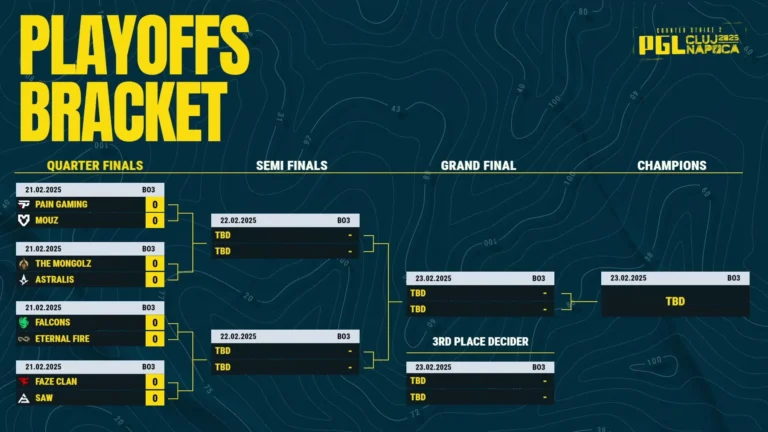 PLAYOFFS
BRACKET
COUNTER STRIKE 2
PGL CLUJ 2025
NAPOCA
QUARTER FINALS
SEMI FINALS
GRAND FINAL
CHAMPIONS
21.02.2025 BO3
PAIN GAMING 0
MOUZ 0
21.02.2025 BO3
THE MONGOLZ 0
ASTRALIS 0
21.02.2025 BO3
FALCONS 0
ETERNAL FIRE 0
21.02.2025 BO3
FAZE CLAN 0
SAW 0
22.02.2025 BO3
TBD -
TBD -
22.02.2025 BO3
TBD -
TBD -
23.02.2025 BO3
TBD -
TBD -
3RD PLACE DECIDER
23.02.2025 BO3
TBD -
TBD -
23.02.2025 BO3
TBD